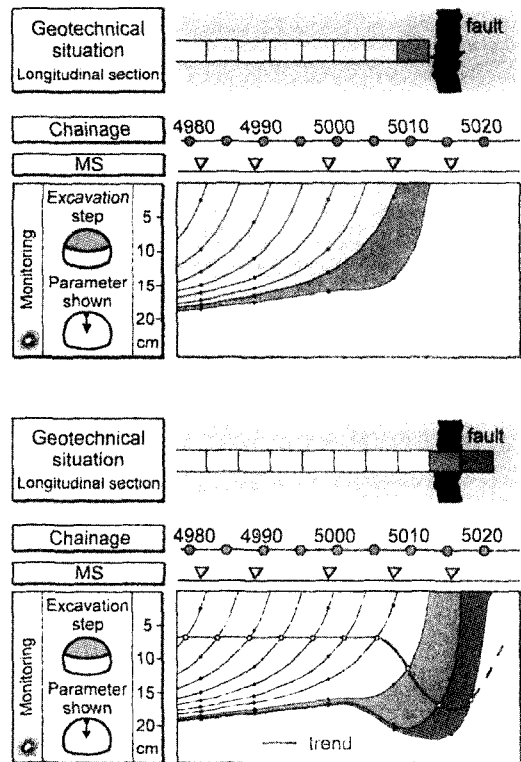 Geotechnical
situation
Longitudinal section
fault
Chainage
4980 4990 5000 5010 5020
MS
Monitoring
Excavation
step
Parameter
shown
5
10
15
20
cm
Geotechnical
situation
Longitudinal section
fault
Chainage
4980 4990 5000 5010 5020
MS
Monitoring
Excavation
step
Parameter
shown
5
10
15
20
cm
trend